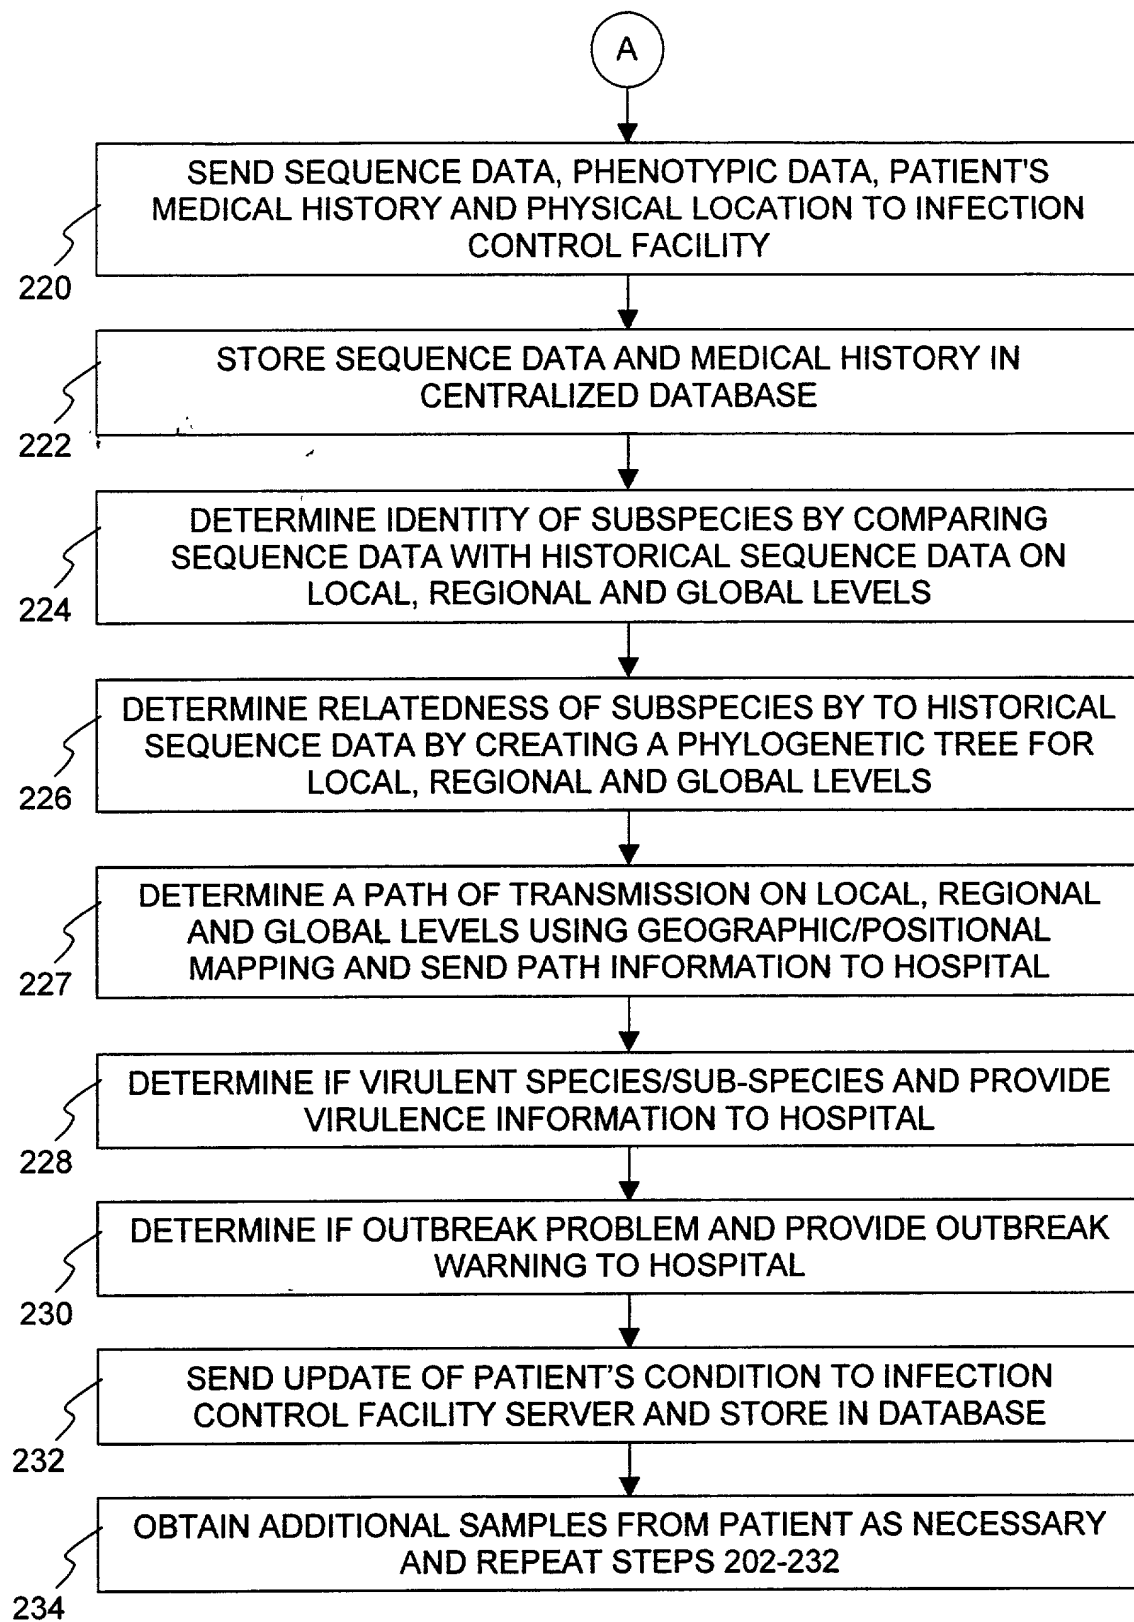 A
SEND SEQUENCE DATA, PHENOTYPIC DATA, PATIENT'S
MEDICAL HISTORY AND PHYSICAL LOCATION TO INFECTION
CONTROL FACILITY
220
STORE SEQUENCE DATA AND MEDICAL HISTORY IN
CENTRALIZED DATABASE
222
DETERMINE IDENTITY OF SUBSPECIES BY COMPARING
SEQUENCE DATA WITH HISTORICAL SEQUENCE DATA ON
LOCAL, REGIONAL AND GLOBAL LEVELS
224
DETERMINE RELATEDNESS OF SUBSPECIES BY TO HISTORICAL
SEQUENCE DATA BY CREATING A PHYLOGENETIC TREE FOR
LOCAL, REGIONAL AND GLOBAL LEVELS
226
DETERMINE A PATH OF TRANSMISSION ON LOCAL, REGIONAL
AND GLOBAL LEVELS USING GEOGRAPHIC/POSITIONAL
MAPPING AND SEND PATH INFORMATION TO HOSPITAL
227
DETERMINE IF VIRULENT SPECIES/SUB-SPECIES AND PROVIDE
VIRULENCE INFORMATION TO HOSPITAL
228
DETERMINE IF OUTBREAK PROBLEM AND PROVIDE OUTBREAK
WARNING TO HOSPITAL
230
SEND UPDATE OF PATIENT'S CONDITION TO INFECTION
CONTROL FACILITY SERVER AND STORE IN DATABASE
232
OBTAIN ADDITIONAL SAMPLES FROM PATIENT AS NECESSARY
AND REPEAT STEPS 202-232
234